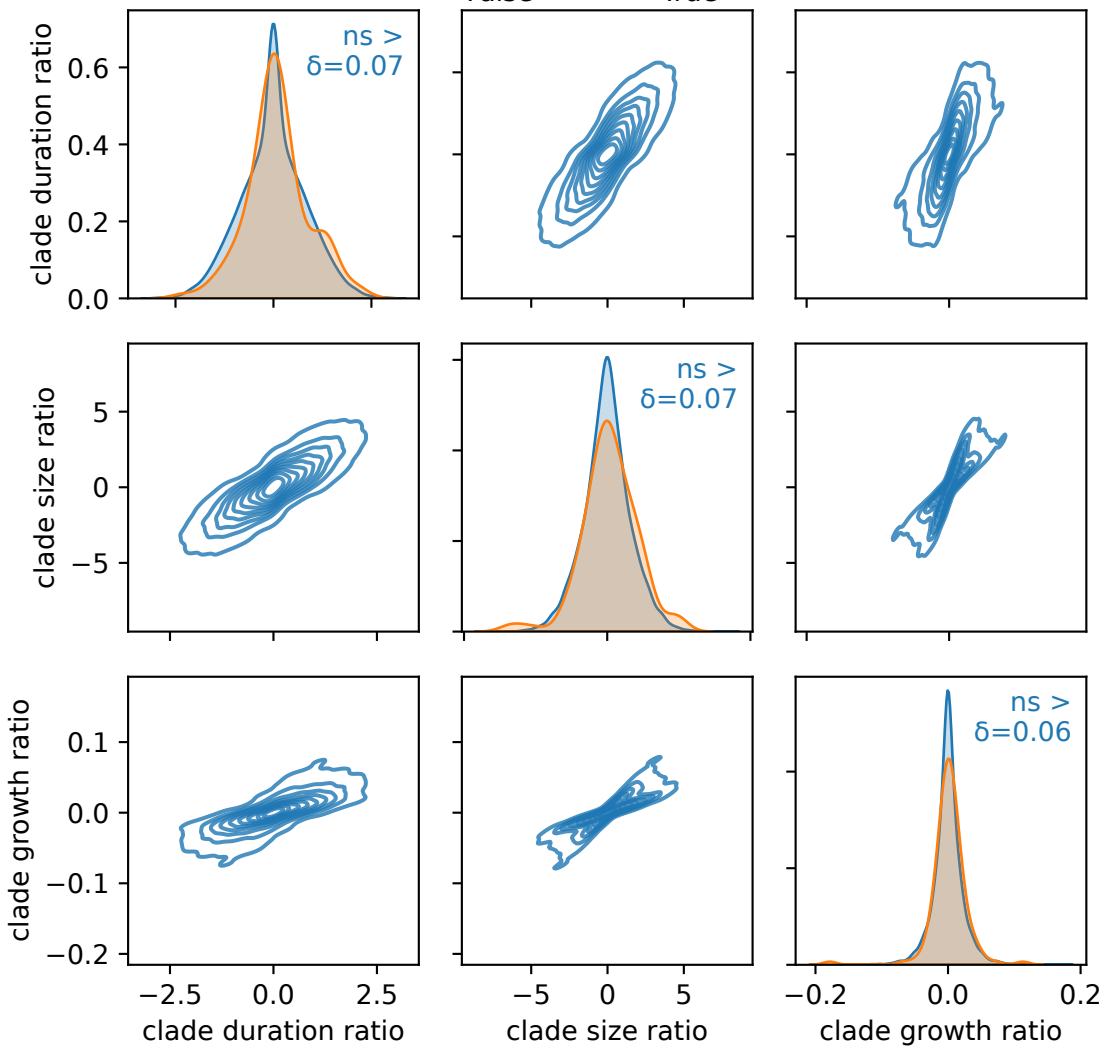 clade duration ratio
0.6
0.4
0.2
0.0
ns >
δ=0.07
clade size ratio
5
0
−5
ns >
δ=0.07
clade growth ratio
0.1
0.0
−0.1
−0.2
ns >
δ=0.06
−2.5 0.0 2.5
clade duration ratio
−5 0 5
clade size ratio
−0.2 0.0 0.2
clade growth ratio